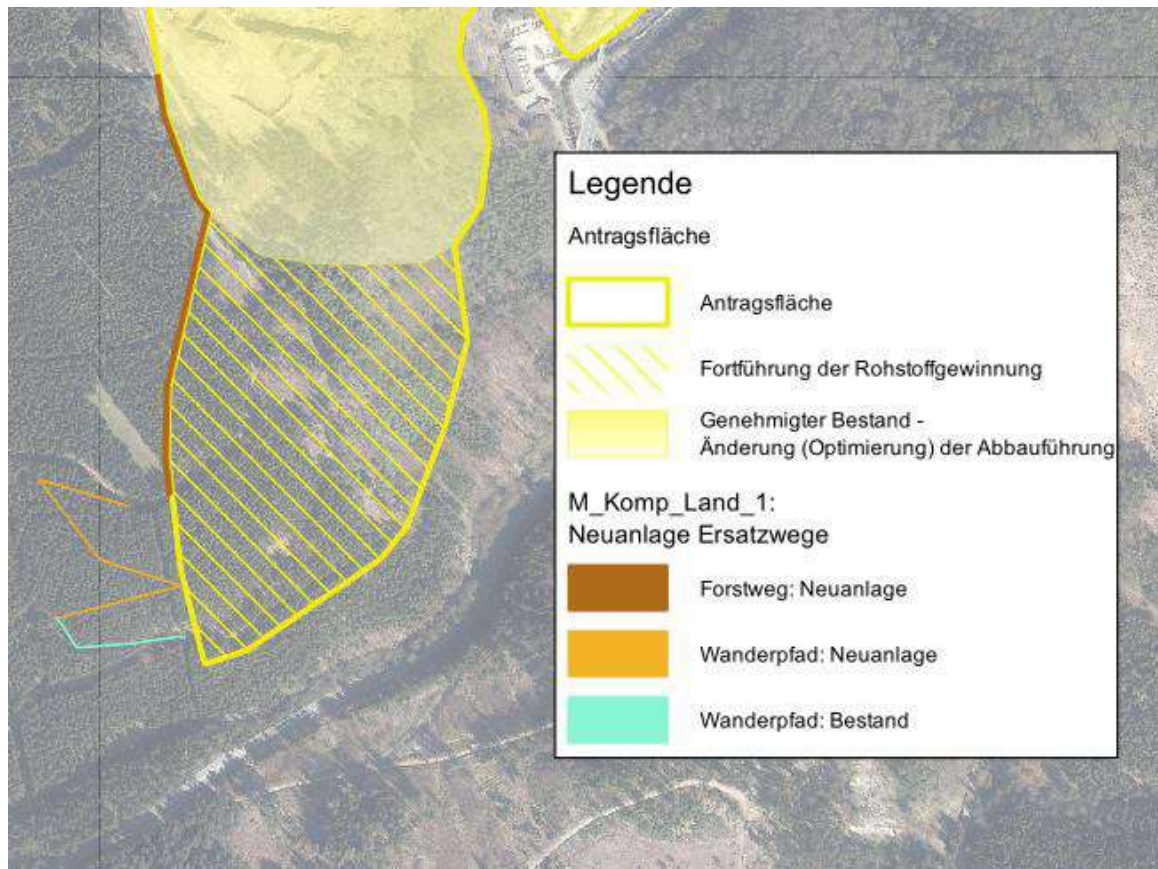 Legende
Antragsfläche
Antragsfläche
Fortführung der Rohstoffgewinnung
Genehmigter Bestand -
Änderung (Optimierung) der Abbauführung
M_Komp_Land_1:
Neuanlage Ersatzwege
Forstweg: Neuanlage
Wanderpfad: Neuanlage
Wanderpfad: Bestand